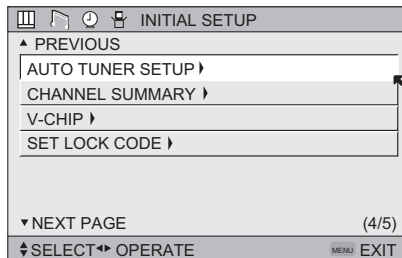 INITIAL SETUP
▲ PREVIOUS
AUTO TUNER SETUP
CHANNEL SUMMARY
V-CHIP
SET LOCK CODE
▼NEXT PAGE (4/5)
SELECT OPERATE MENU EXIT